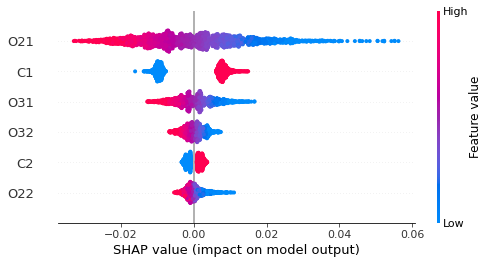 High
O21
C1
O31
O32
C2
O22
Low
Feature value
−0.02 0.00 0.02 0.04 0.06
SHAP value (impact on model output)